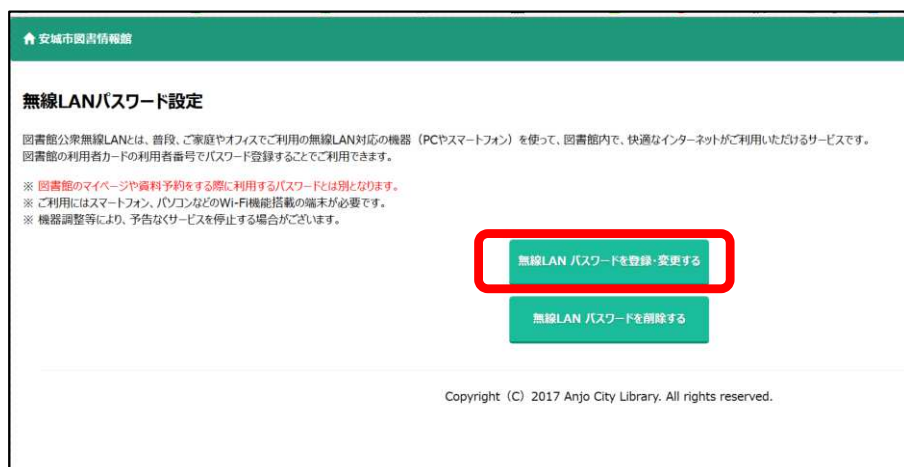 安城市図書情報館
無線LANパスワード設定
図書館公衆無線LANとは、普段、ご家庭やオフィスでご利用の無線LAN対応の機器（PCやスマートフォン）を使って、図書館内で、快適なインターネットがご利用いただけるサービスです。
図書館の利用者カードの利用者番号でパスワード登録することでご利用できます。
※ 図書館のマイページや資料予約をする際に利用するパスワードとは別となります。
※ ご利用にはスマートフォン、パソコンなどのWi-Fi機能搭載の端末が必要です。
※ 機器調整等により、予告なくサービスを停止する場合がございます。
無線LAN パスワードを登録・変更する
無線LAN パスワードを削除する
Copyright（C）2017 Anjo City Library. All rights reserved.